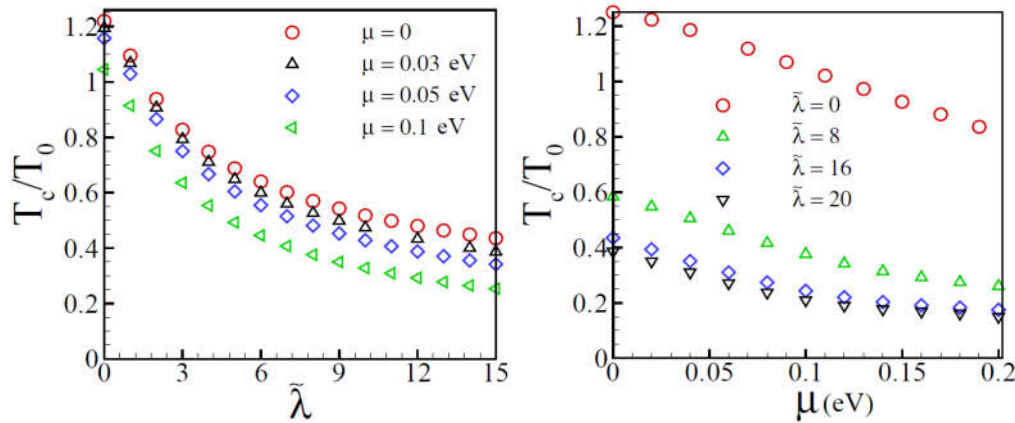 T_c/T_0
1.2
1
0.8
0.6
0.4
0.2
0
μ = 0
μ = 0.03 eV
μ = 0.05 eV
μ = 0.1 eV
0 3 6 9 12 15
λ̃
T_c/T_0
1.2
1
0.8
0.6
0.4
0.2
0
λ̃ = 0
λ̃ = 8
λ̃ = 16
λ̃ = 20
0 0.05 0.1 0.15 0.2
μ (eV)